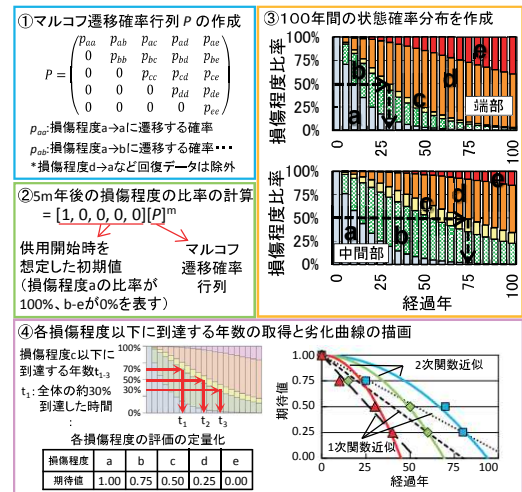 ①マルコフ遷移確率行列 P の作成
P = 
p_aa p_ab p_ac p_ad p_ae
0 p_bb p_bc p_bd p_be
0 0 p_cc p_cd p_ce
0 0 0 p_dd p_de
0 0 0 0 p_ee
p_aa:損傷程度a→aに遷移する確率
p_ab:損傷程度a→bに遷移する確率・・・
*損傷程度d→aなど回復データは除外
②5m年後の損傷程度の比率の計算
= [1, 0, 0, 0, 0][P]^m
供用開始時を
想定した初期値
(損傷程度aの比率が
100%、b-eが0%を表す)
マルコフ
遷移確率
行列
③100年間の状態確率分布を作成
損傷程度比率
100%
75%
50%
25%
0%
a
b
c
d
e
端部
0
25
50
75
100
損傷程度比率
100%
75%
50%
25%
0%
a
b
c
d
e
中間部
0
25
50
75
100
経過年
④各損傷程度以下に到達する年数の取得と劣化曲線の描画
損傷程度c以下に
到達する年数t_1-3
t_1:全体の約30%
到達した時間
:
70%
50%
30%
t_1 t_2 t_3
各損傷程度の評価の定量化
損傷程度 a b c d e
期待値 1.00 0.75 0.50 0.25 0.00
期待値
1.00
0.75
0.50
0.25
0.00
2次関数近似
1次関数近似
0 25 50 75 100
経過年